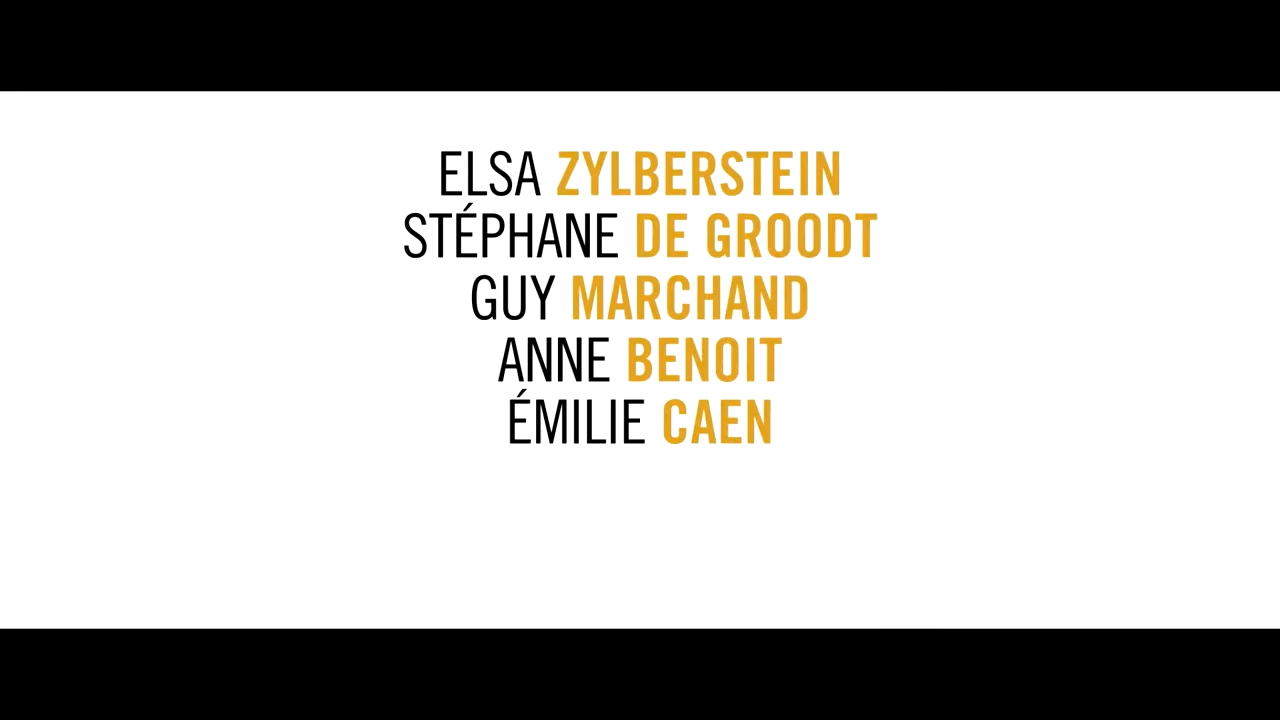 ELSA ZYLBERSTEIN
STÉPHANE DE GROODT
GUY MARCHAND
ANNE BENOIT
ÉMILIE CAEN